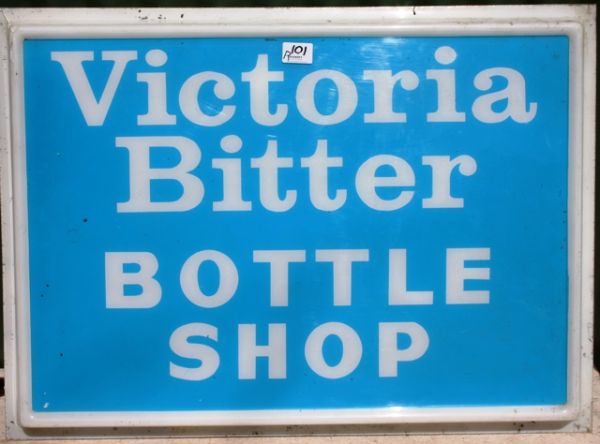 101
Victoria
Bitter
BOTTLE
SHOP